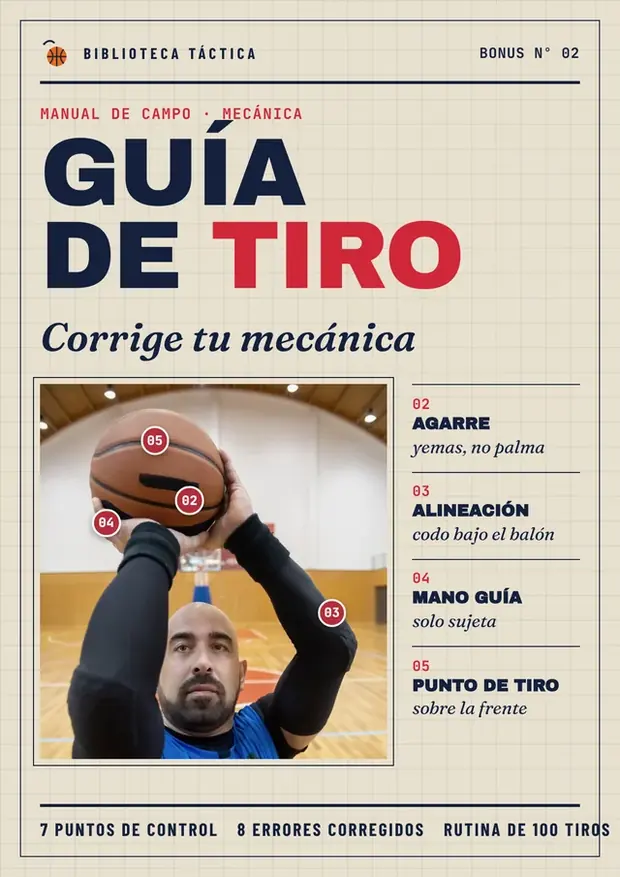 BIBLIOTECA TÁCTICA
BONUS N° 02
MANUAL DE CAMPO · MECÁNICA
GUÍA
DE TIRO
Corrige tu mecánica
05
02
04
03
02
AGARRE
yemas, no palma
03
ALINEACIÓN
codo bajo el balón
04
MANO GUÍA
solo sujeta
05
PUNTO DE TIRO
sobre la frente
7 PUNTOS DE CONTROL 8 ERRORES CORREGIDOS RUTINA DE 100 TIROS